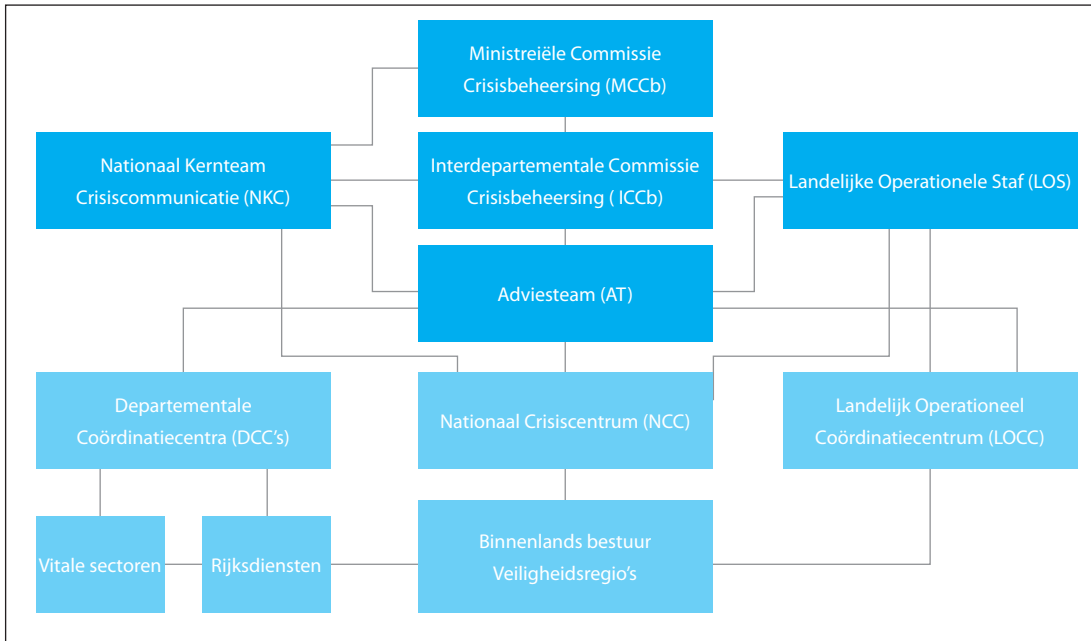 Ministreiële Commissie
Crisisbeheersing (MCCb)
Nationaal Kernteam
Crisiscommunicatie (NKC)
Interdepartementale Commissie
Crisisbeheersing ( ICCb)
Landelijke Operationele Staf (LOS)
Adviesteam (AT)
Departementale
Coördinatiecentra (DCC’s)
Nationaal Crisiscentrum (NCC)
Landelijk Operationeel
Coördinatiecentrum (LOCC)
Vitale sectoren
Rijksdiensten
Binnenlands bestuur
Veiligheidsregio’s